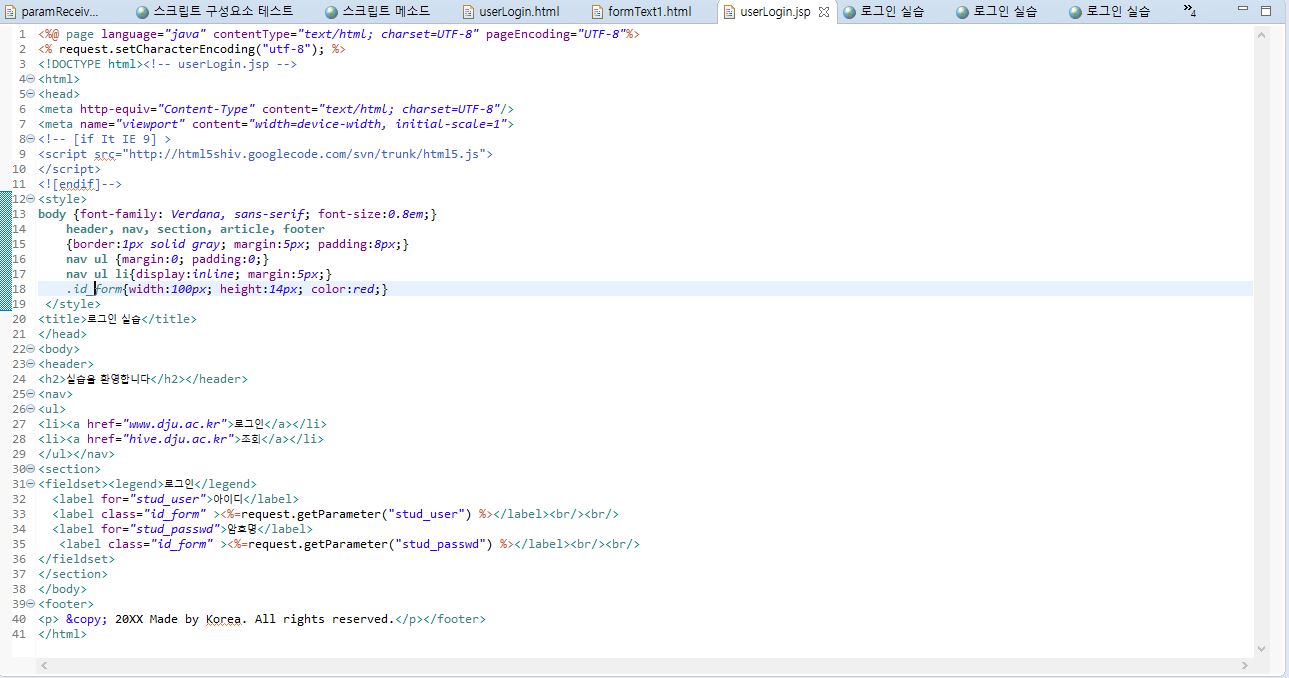 paramReceiv...
스크립트 구성요소 테스트
스크립트 메소드
userLogin.html
formText1.html
userLogin.jsp
로그인 실습
로그인 실습
로그인 실습
»4
1 <%@ page language="java" contentType="text/html; charset=UTF-8" pageEncoding="UTF-8"%>
2 <% request.setCharacterEncoding("utf-8"); %>
3 <!DOCTYPE html><!-- userLogin.jsp -->
4 <html>
5 <head>
6 <meta http-equiv="Content-Type" content="text/html; charset=UTF-8"/>
7 <meta name="viewport" content="width=device-width, initial-scale=1">
8 <!-- [if It IE 9] >
9 <script src="http://html5shiv.googlecode.com/svn/trunk/html5.js">
10 </script>
11 <![endif]-->
12 <style>
13 body {font-family: Verdana, sans-serif; font-size:0.8em;}
14 header, nav, section, article, footer
15 {border:1px solid gray; margin:5px; padding:8px;}
16 nav ul {margin:0; padding:0;}
17 nav ul li{display:inline; margin:5px;}
18 .id_form{width:100px; height:14px; color:red;}
19 </style>
20 <title>로그인 실습</title>
21 </head>
22 <body>
23 <header>
24 <h2>실습을 환영합니다</h2></header>
25 <nav>
26 <ul>
27 <li><a href="www.dju.ac.kr">로그인</a></li>
28 <li><a href="hive.dju.ac.kr">조회</a></li>
29 </ul></nav>
30 <section>
31 <fieldset><legend>로그인</legend>
32 <label for="stud_user">아이디</label>
33 <label class="id_form" ><%=request.getParameter("stud_user") %></label><br/><br/>
34 <label for="stud_passwd">암호명</label>
35 <label class="id_form" ><%=request.getParameter("stud_passwd") %></label><br/><br/>
36 </fieldset>
37 </section>
38 </body>
39 <footer>
40 <p> &copy; 20XX Made by Korea. All rights reserved.</p></footer>
41 </html>